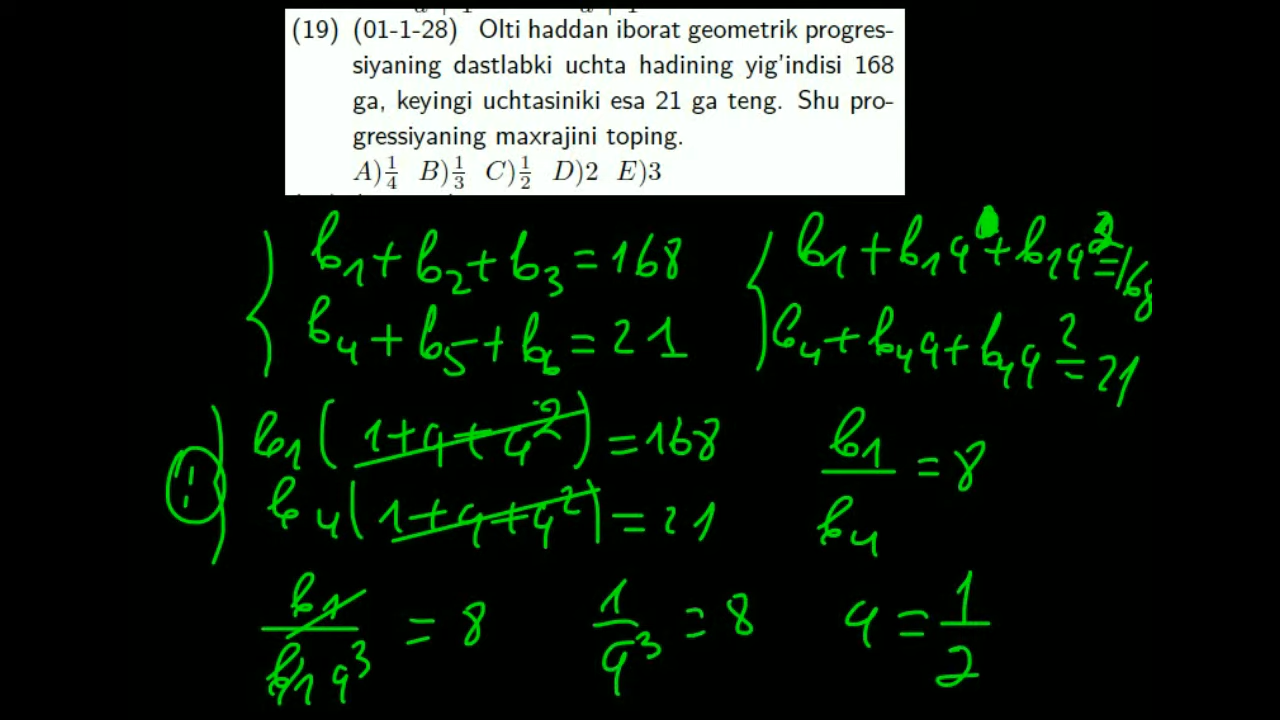 (19) (01-1-28) Olti haddan iborat geometrik progres-
siyaning dastlabki uchta hadining yig'indisi 168
ga, keyingi uchtasiniki esa 21 ga teng. Shu pro-
gressiyaning maxrajini toping.
A) 1/4 B) 1/3 C) 1/2 D)2 E)3
b₁ + b₂ + b₃ = 168
b₄ + b₅ + b₆ = 21
b₁ + b₁q + b₁q² = 168
b₄ + b₄q + b₄q² = 21
b₁(1+q+q²) = 168
b₄(1+q+q²) = 21
b₁/b₄ = 8
b₁/b₁q³ = 8
1/q³ = 8
q = 1/2